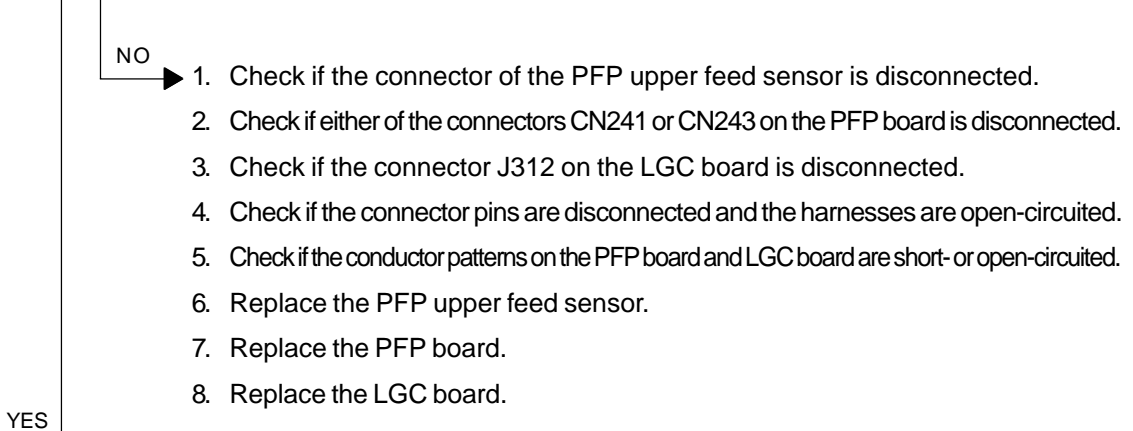 NO
1. Check if the connector of the PFP upper feed sensor is disconnected.
2. Check if either of the connectors CN241 or CN243 on the PFP board is disconnected.
3. Check if the connector J312 on the LGC board is disconnected.
4. Check if the connector pins are disconnected and the harnesses are open-circuited.
5. Check if the conductor patterns on the PFP board and LGC board are short- or open-circuited.
6. Replace the PFP upper feed sensor.
7. Replace the PFP board.
8. Replace the LGC board.
YES